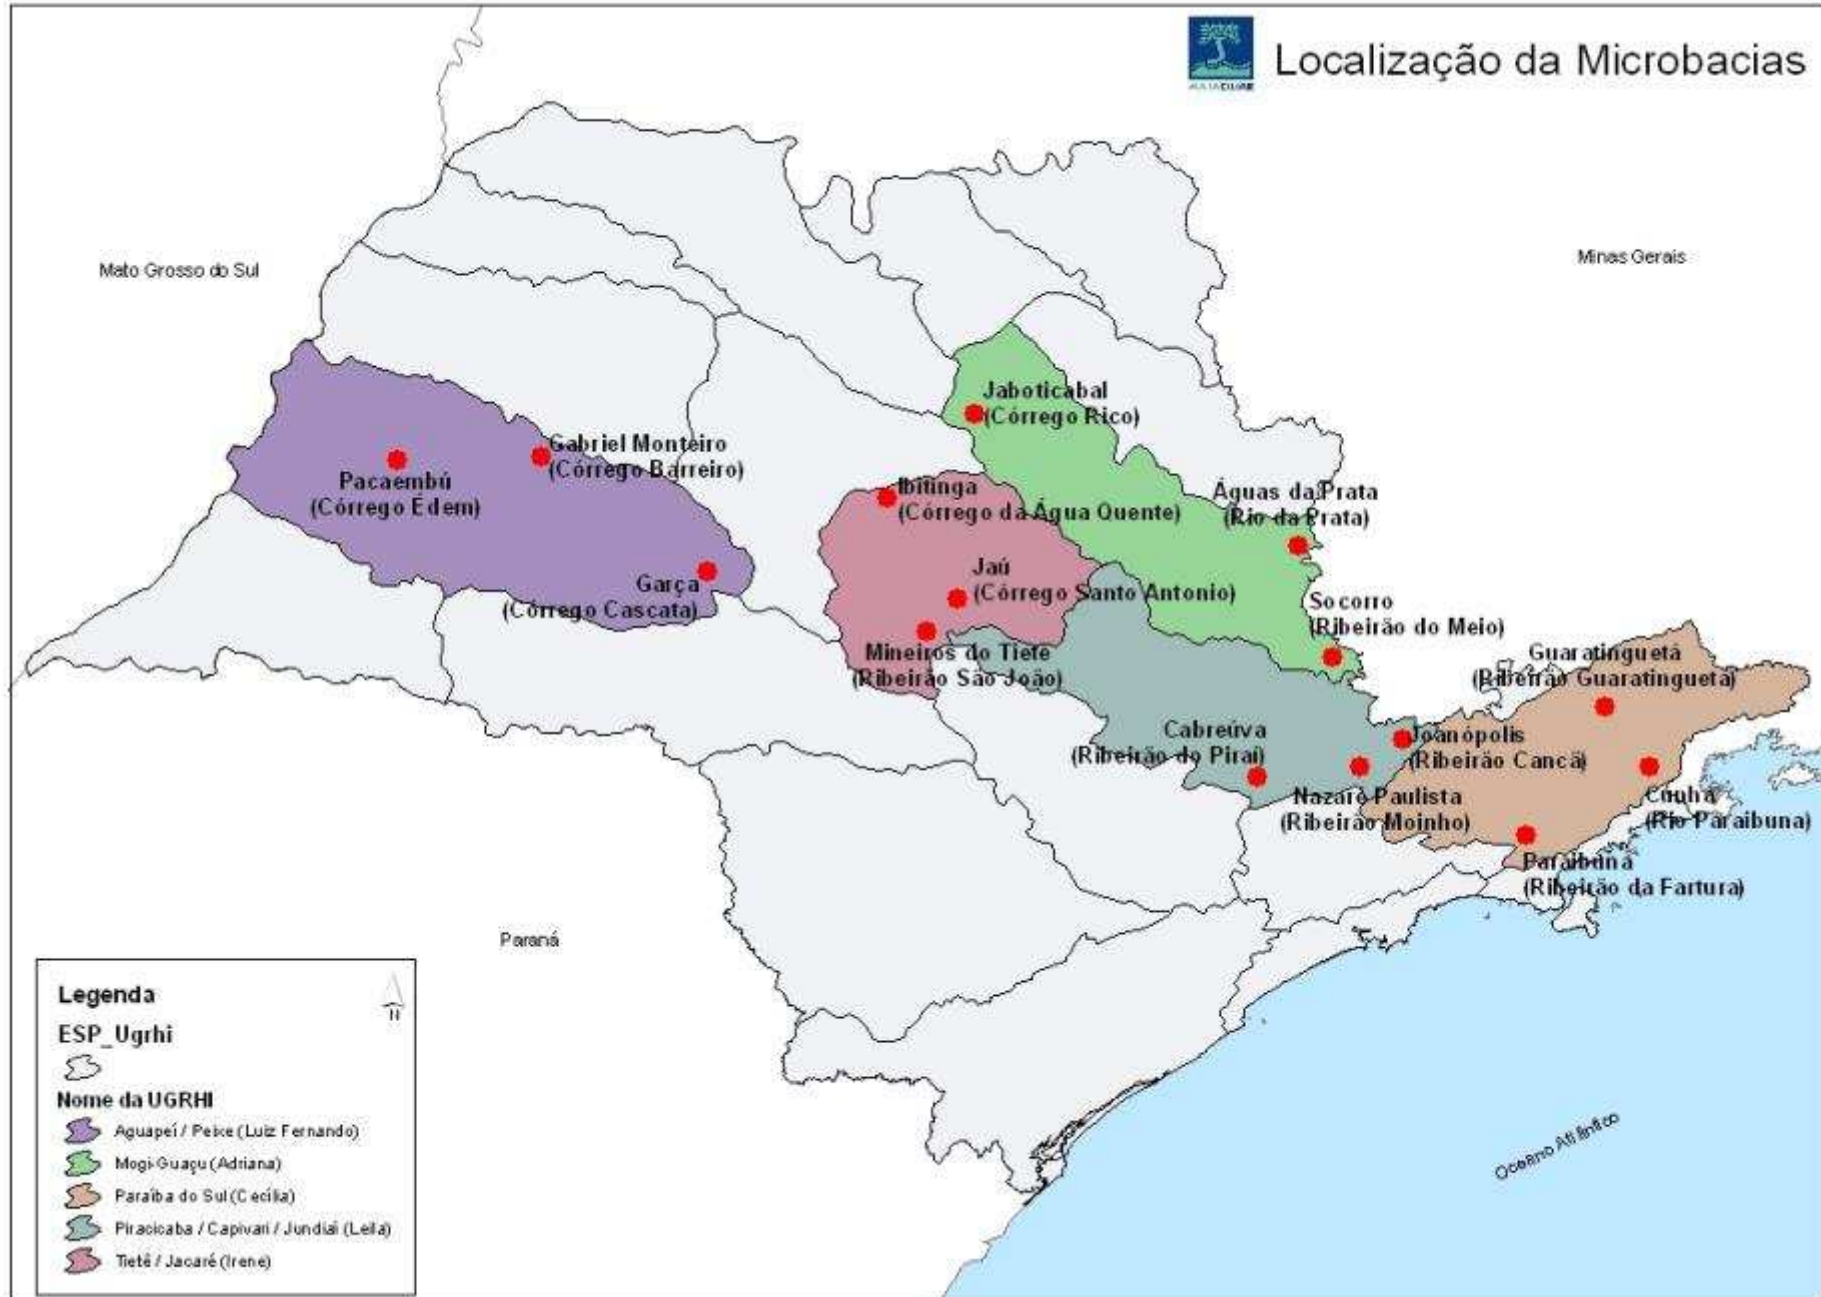 Localização da Microbacias
MATA CILIAR
Mato Grosso do Sul
Minas Gerais
Jaboticabal
(Córrego Rico)
Gabriel Monteiro
(Córrego Barreiro)
Pacaembú
(Córrego Édem)
Ibitinga
(Córrego da Água Quente)
Águas da Prata
(Rio da Prata)
Garça
(Córrego Cascata)
Jaú
(Córrego Santo Antonio)
Socorro
(Ribeirão do Meio)
Mineiros do Tiete
(Ribeirão São João)
Guaratinguetá
(Ribeirão Guaratingueta)
Cabreúva
(Ribeirão do Piraí)
Joanópolis
(Ribeirão Cancã)
Nazaré Paulista
(Ribeirão Moinho)
Cunha
(Rio Paraibuna)
Paraibuna
(Ribeirão da Fartura)
Paraná
Oceano Atlântico
Legenda
N
ESP_Ugrhi
Nome da UGRHI
Aguapeí / Peixe (Luiz Fernando)
Mogi-Guaçu (Adriana)
Paraíba do Sul (Cecília)
Piracicaba / Capivari / Jundiaí (Leila)
Tietê / Jacaré (Irene)